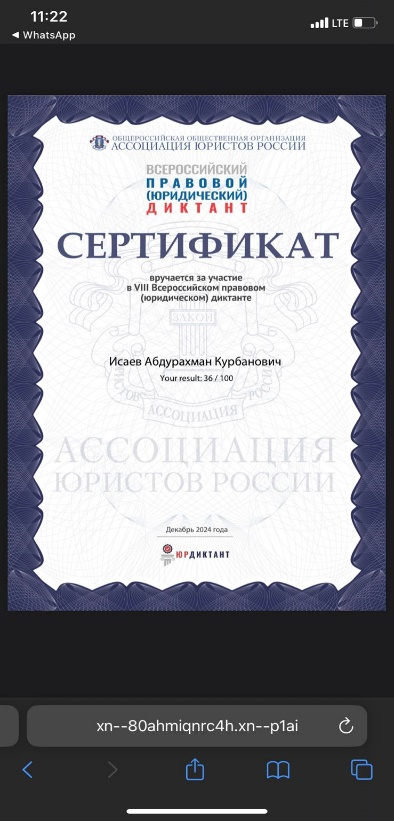 11:22
LTE
◄ WhatsApp
ОБЩЕРОССИЙСКАЯ ОБЩЕСТВЕННАЯ ОРГАНИЗАЦИЯ
АССОЦИАЦИЯ ЮРИСТОВ РОССИИ
ВСЕРОССИЙСКИЙ
ПРАВОВОЙ
(ЮРИДИЧЕСКИЙ)
ДИКТАНТ
СЕРТИФИКАТ
вручается за участие
в VIII Всероссийском правовом
(юридическом) диктанте
ЗАКОН
Исаев Абдурахман Курбанович
Your result: 36 / 100
ЮРИСТОВ АССОЦИАЦИЯ РОССИИ
АССОЦИАЦИЯ
ЮРИСТОВ РОССИИ
Декабрь 2024 года
ЮРДИКТАНТ
xn--80ahmiqnrc4h.xn--p1ai